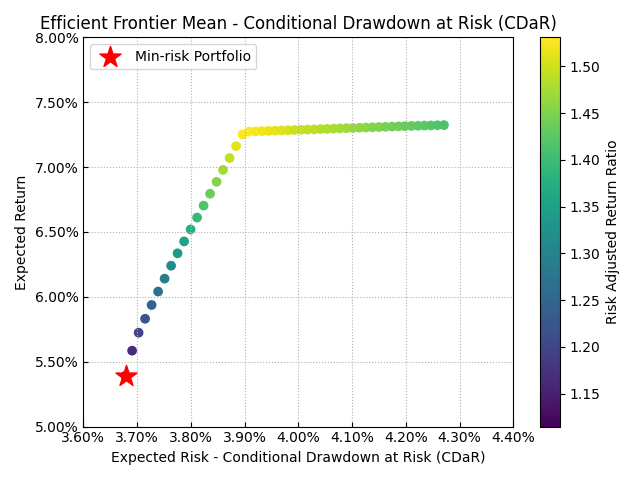 Efficient Frontier Mean - Conditional Drawdown at Risk (CDaR)
Min-risk Portfolio
8.00%
7.50%
7.00%
6.50%
6.00%
5.50%
5.00%
Expected Return
3.60% 3.70% 3.80% 3.90% 4.00% 4.10% 4.20% 4.30% 4.40%
Expected Risk - Conditional Drawdown at Risk (CDaR)
1.50
1.45
1.40
1.35
1.30
1.25
1.20
1.15
Risk Adjusted Return Ratio